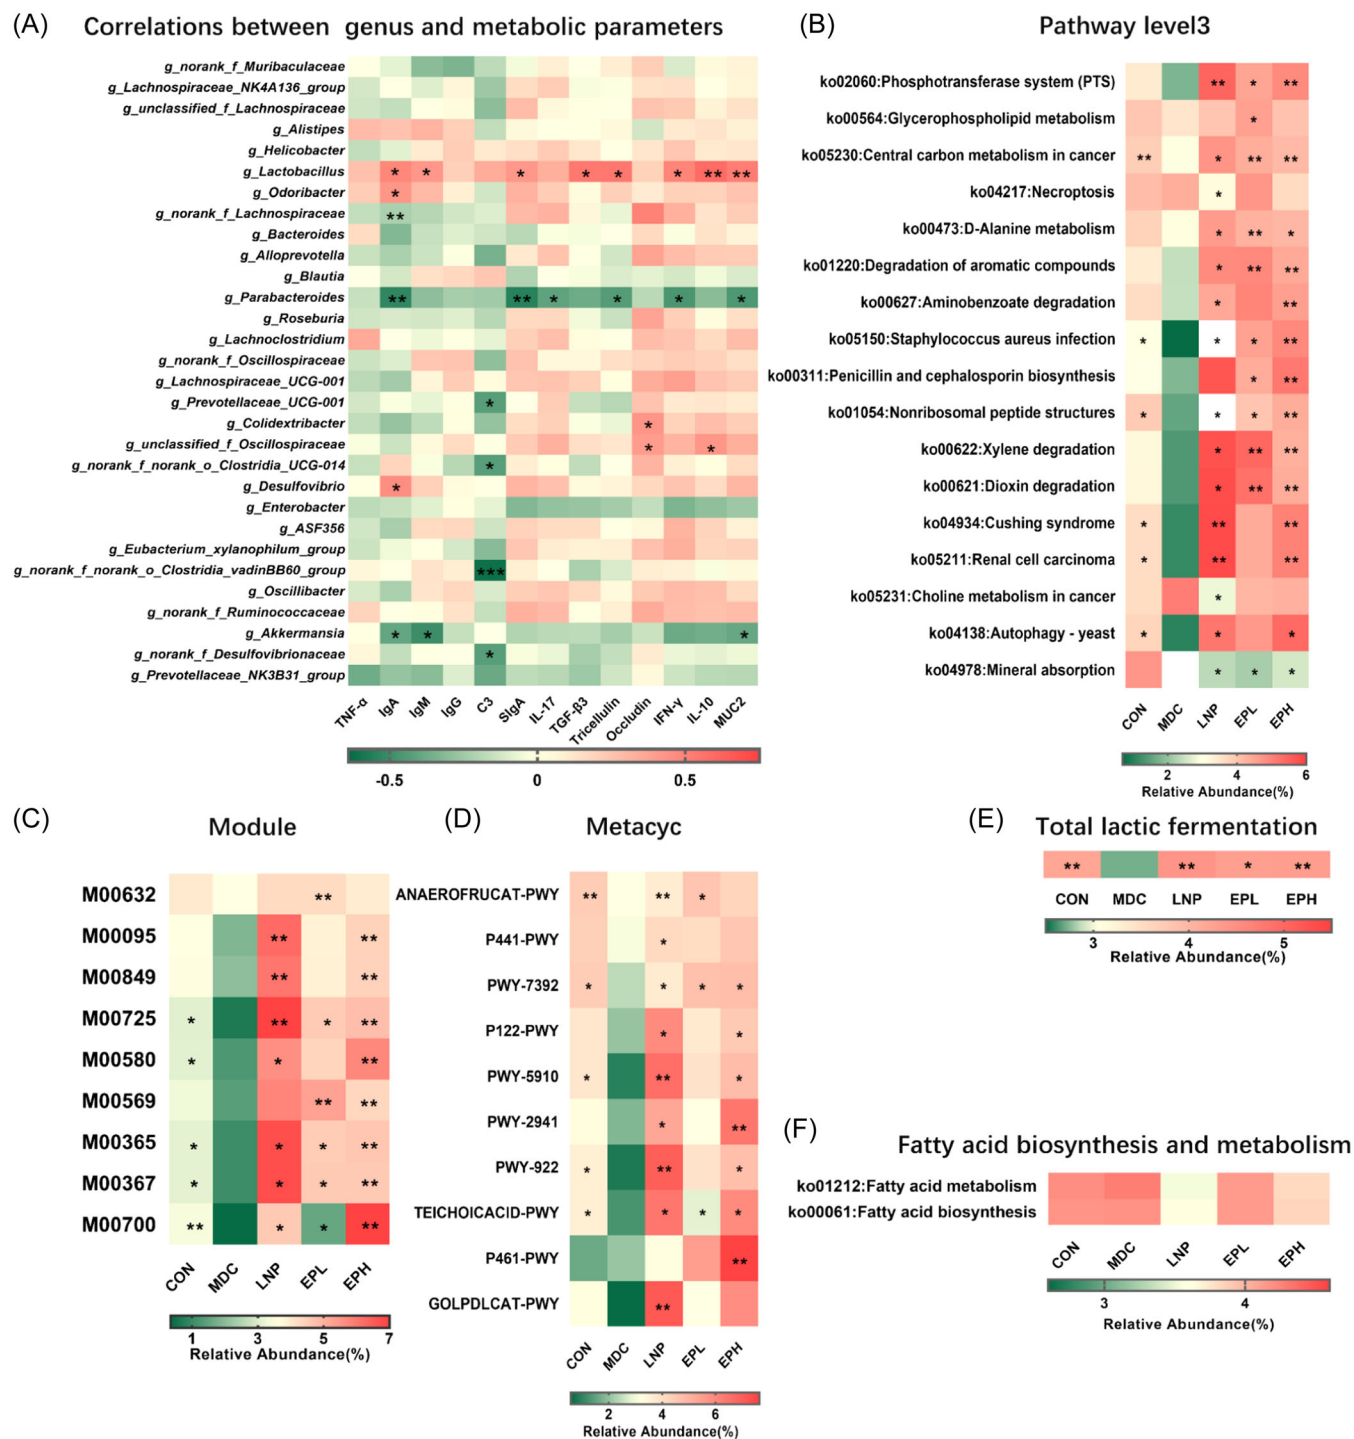 (A) Correlations between genus and metabolic parameters
g_norank_f_Muribaculaceae
g_Lachnospiraceae_NK4A136_group
g_unclassified_f_Lachnospiraceae
g_Alistipes
g_Helicobacter
g_Lactobacillus * * * * * * ** **
g_Odoribacter *
g_norank_f_Lachnospiraceae **
g_Bacteroides
g_Alloprevotella
g_Blautia
g_Parabacteroides ** ** * * * *
g_Roseburia
g_Lachnoclostridium
g_norank_f_Oscillospiraceae
g_Lachnospiraceae_UCG-001
g_Prevotellaceae_UCG-001 *
g_Colidextribacter *
g_unclassified_f_Oscillospiraceae * *
g_norank_f_norank_o_Clostridia_UCG-014 *
g_Desulfovibrio *
g_Enterobacter
g_ASF356
g_Eubacterium_xylanophilum_group
g_norank_f_norank_o_Clostridia_vadinBB60_group ***
g_Oscillibacter
g_norank_f_Ruminococcaceae
g_Akkermansia * * *
g_norank_f_Desulfovibrionaceae *
g_Prevotellaceae_NK3B31_group
TNF-α IgA IgM IgG C3 SIgA IL-17 TGF-β3 Tricellulin Occludin IFN-γ IL-10 MUC2
-0.5 0 0.5
(B) Pathway level3
ko02060:Phosphotransferase system (PTS) ** * **
ko00564:Glycerophospholipid metabolism *
ko05230:Central carbon metabolism in cancer ** * ** **
ko04217:Necroptosis *
ko00473:D-Alanine metabolism * ** *
ko01220:Degradation of aromatic compounds * ** **
ko00627:Aminobenzoate degradation * **
ko05150:Staphylococcus aureus infection * * * **
ko00311:Penicillin and cephalosporin biosynthesis * **
ko01054:Nonribosomal peptide structures * * * **
ko00622:Xylene degradation * ** **
ko00621:Dioxin degradation * ** **
ko04934:Cushing syndrome * ** **
ko05211:Renal cell carcinoma * ** **
ko05231:Choline metabolism in cancer *
ko04138:Autophagy - yeast * * *
ko04978:Mineral absorption * * *
CON MDC LNP EPL EPH
2 4 6
Relative Abundance(%)
(C) Module
M00632 **
M00095 ** **
M00849 ** **
M00725 * ** * **
M00580 * * **
M00569 ** **
M00365 * * * **
M00367 * * * **
M00700 ** * * **
CON MDC LNP EPL EPH
1 3 5 7
Relative Abundance(%)
(D) Metacyc
ANAEROFRUCAT-PWY ** ** *
P441-PWY *
PWY-7392 * * * *
P122-PWY * *
PWY-5910 * ** *
PWY-2941 * **
PWY-922 * ** *
TEICHOICACID-PWY * * * *
P461-PWY **
GOLPDLCAT-PWY **
CON MDC LNP EPL EPH
2 4 6
Relative Abundance(%)
(E) Total lactic fermentation
** ** * **
CON MDC LNP EPL EPH
3 4 5
Relative Abundance(%)
(F) Fatty acid biosynthesis and metabolism
ko01212:Fatty acid metabolism
ko00061:Fatty acid biosynthesis
CON MDC LNP EPL EPH
3 4
Relative Abundance(%)